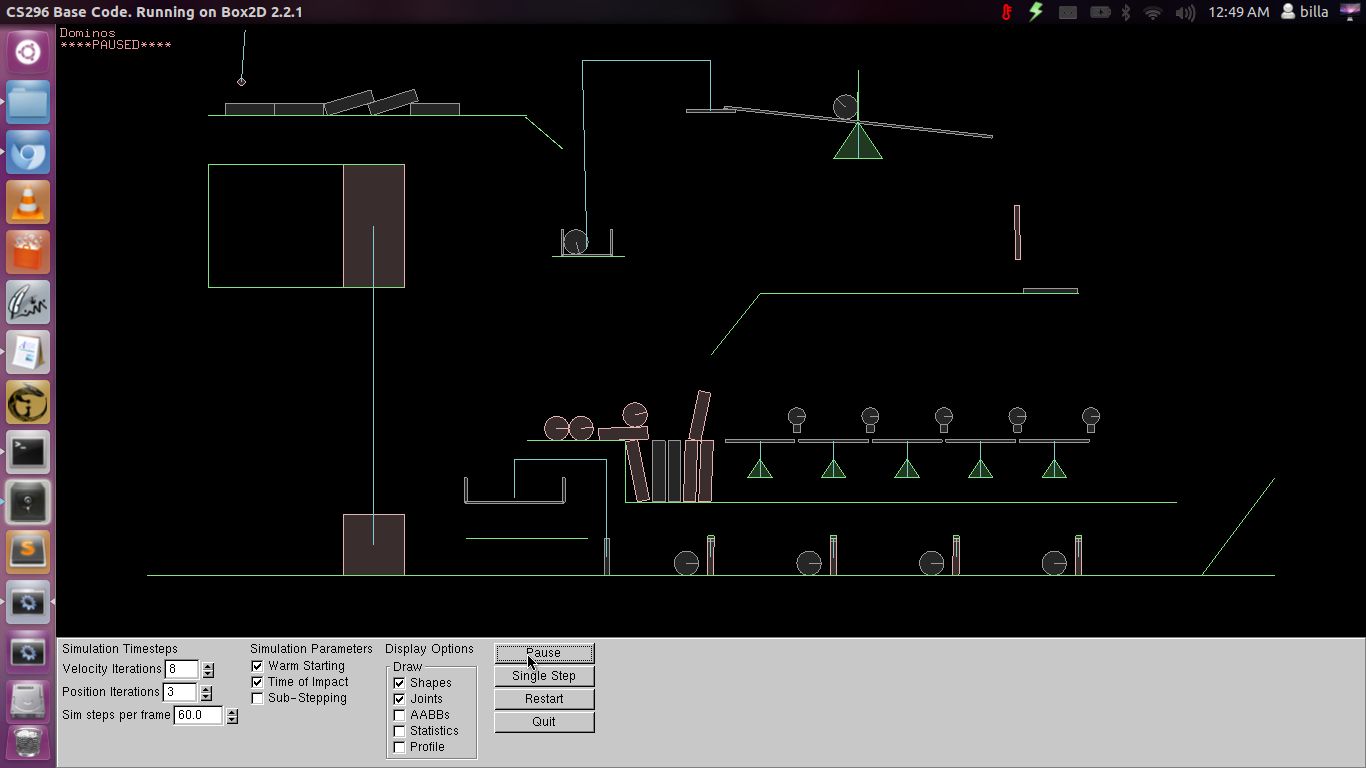 CS296 Base Code. Running on Box2D 2.2.1
12:49 AM billa
Dominos
****PAUSED****
Simulation Timesteps
Velocity Iterations 8
Position Iterations 3
Sim steps per frame 60.0
Simulation Parameters
Warm Starting
Time of Impact
Sub-Stepping
Display Options
Draw
Shapes
Joints
AABBs
Statistics
Profile
Pause
Single Step
Restart
Quit